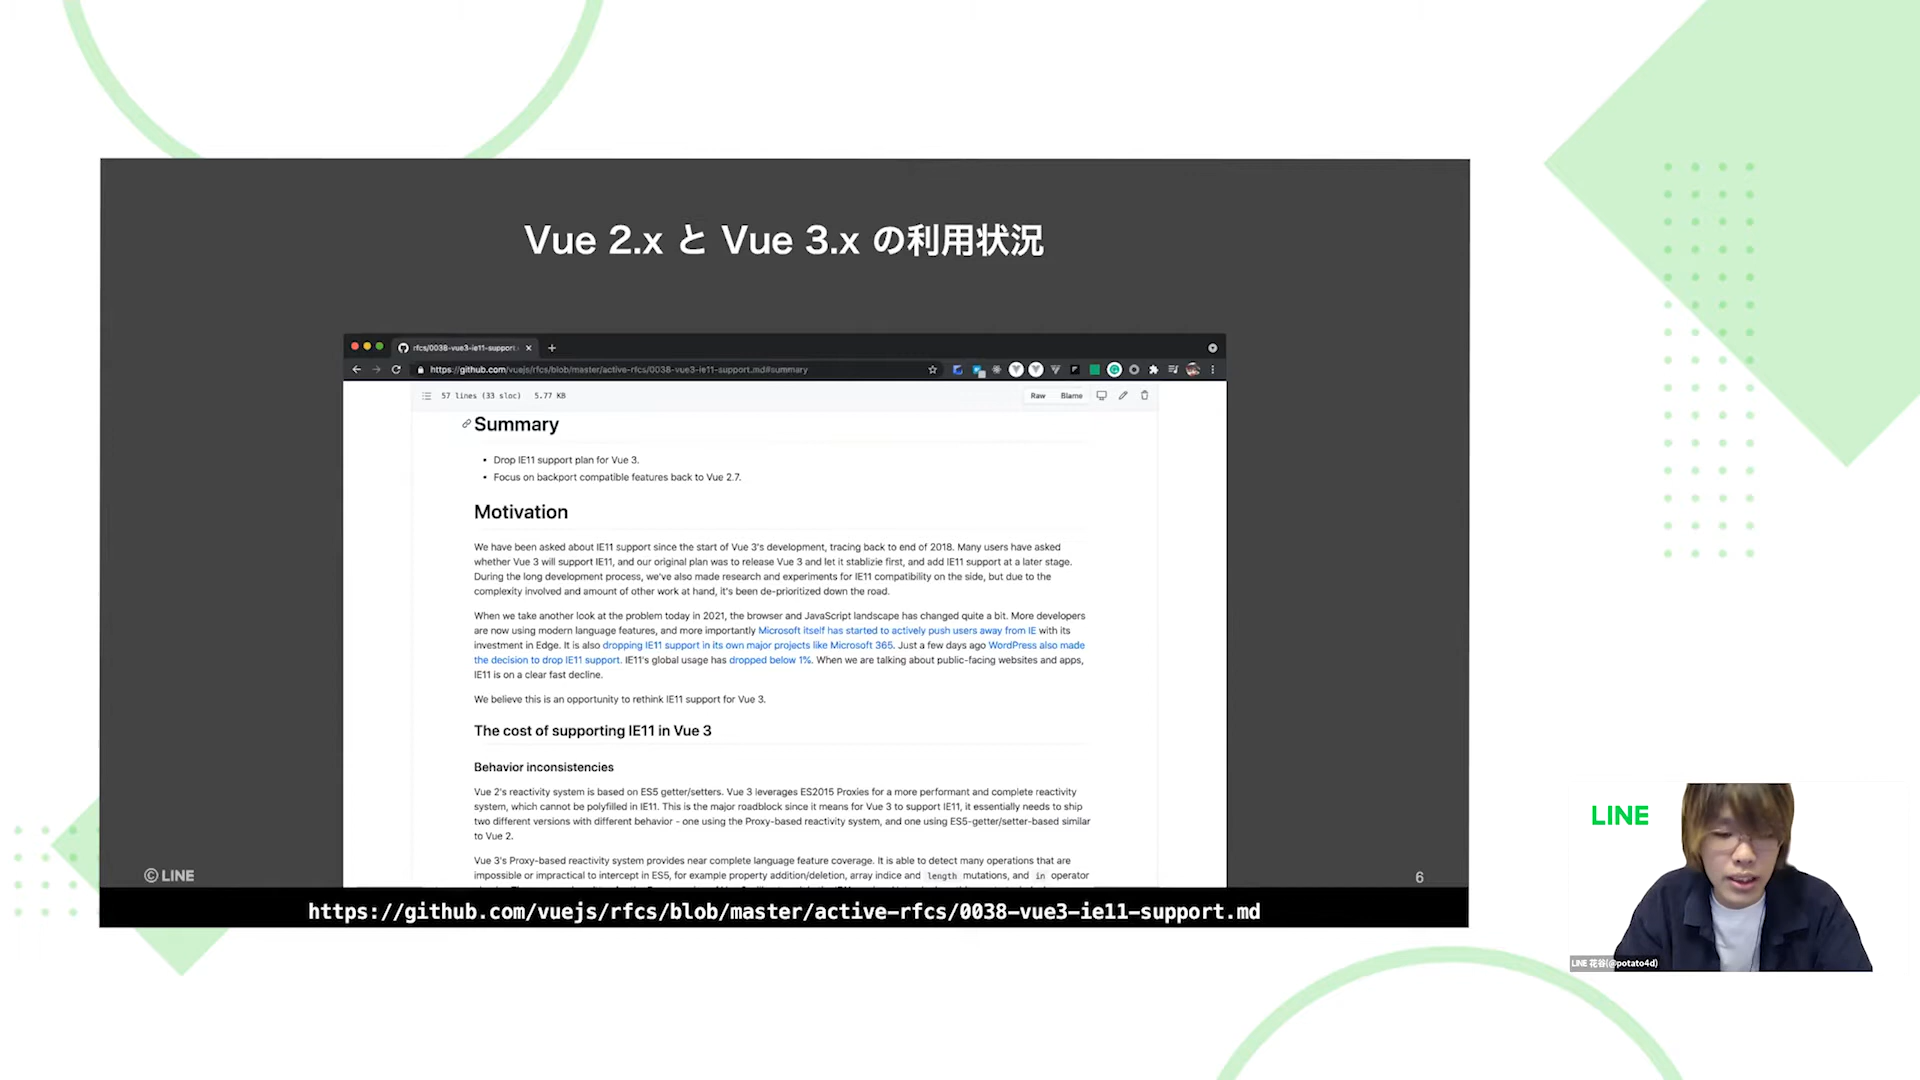 Vue 2.x と Vue 3.x の利用状況
rfcs/0038-vue3-ie11-support.
https://github.com/vuejs/rfcs/blob/master/active-rfcs/0038-vue3-ie11-support.md#summary
57 lines (33 sloc) 5.77 KB
Raw Blame
Summary
• Drop IE11 support plan for Vue 3.
• Focus on backport compatible features back to Vue 2.7.
Motivation
We have been asked about IE11 support since the start of Vue 3's development, tracing back to end of 2018. Many users have asked
whether Vue 3 will support IE11, and our original plan was to release Vue 3 and let it stablizie first, and add IE11 support at a later stage.
During the long development process, we've also made research and experiments for IE11 compatibility on the side, but due to the
complexity involved and amount of other work at hand, it's been de-prioritized down the road.
When we take another look at the problem today in 2021, the browser and JavaScript landscape has changed quite a bit. More developers
are now using modern language features, and more importantly Microsoft itself has started to actively push users away from IE with its
investment in Edge. It is also dropping IE11 support in its own major projects like Microsoft 365. Just a few days ago WordPress also made
the decision to drop IE11 support. IE11's global usage has dropped below 1%. When we are talking about public-facing websites and apps,
IE11 is on a clear fast decline.
We believe this is an opportunity to rethink IE11 support for Vue 3.
The cost of supporting IE11 in Vue 3
Behavior inconsistencies
Vue 2's reactivity system is based on ES5 getter/setters. Vue 3 leverages ES2015 Proxies for a more performant and complete reactivity
system, which cannot be polyfilled in IE11. This is the major roadblock since it means for Vue 3 to support IE11, it essentially needs to ship
two different versions with different behavior - one using the Proxy-based reactivity system, and one using ES5-getter/setter-based similar
to Vue 2.
Vue 3's Proxy-based reactivity system provides near complete language feature coverage. It is able to detect many operations that are
impossible or impractical to intercept in ES5, for example property addition/deletion, array indice and length mutations, and in operator
© LINE
6
https://github.com/vuejs/rfcs/blob/master/active-rfcs/0038-vue3-ie11-support.md
LINE
LINE 花谷(@potato4d)